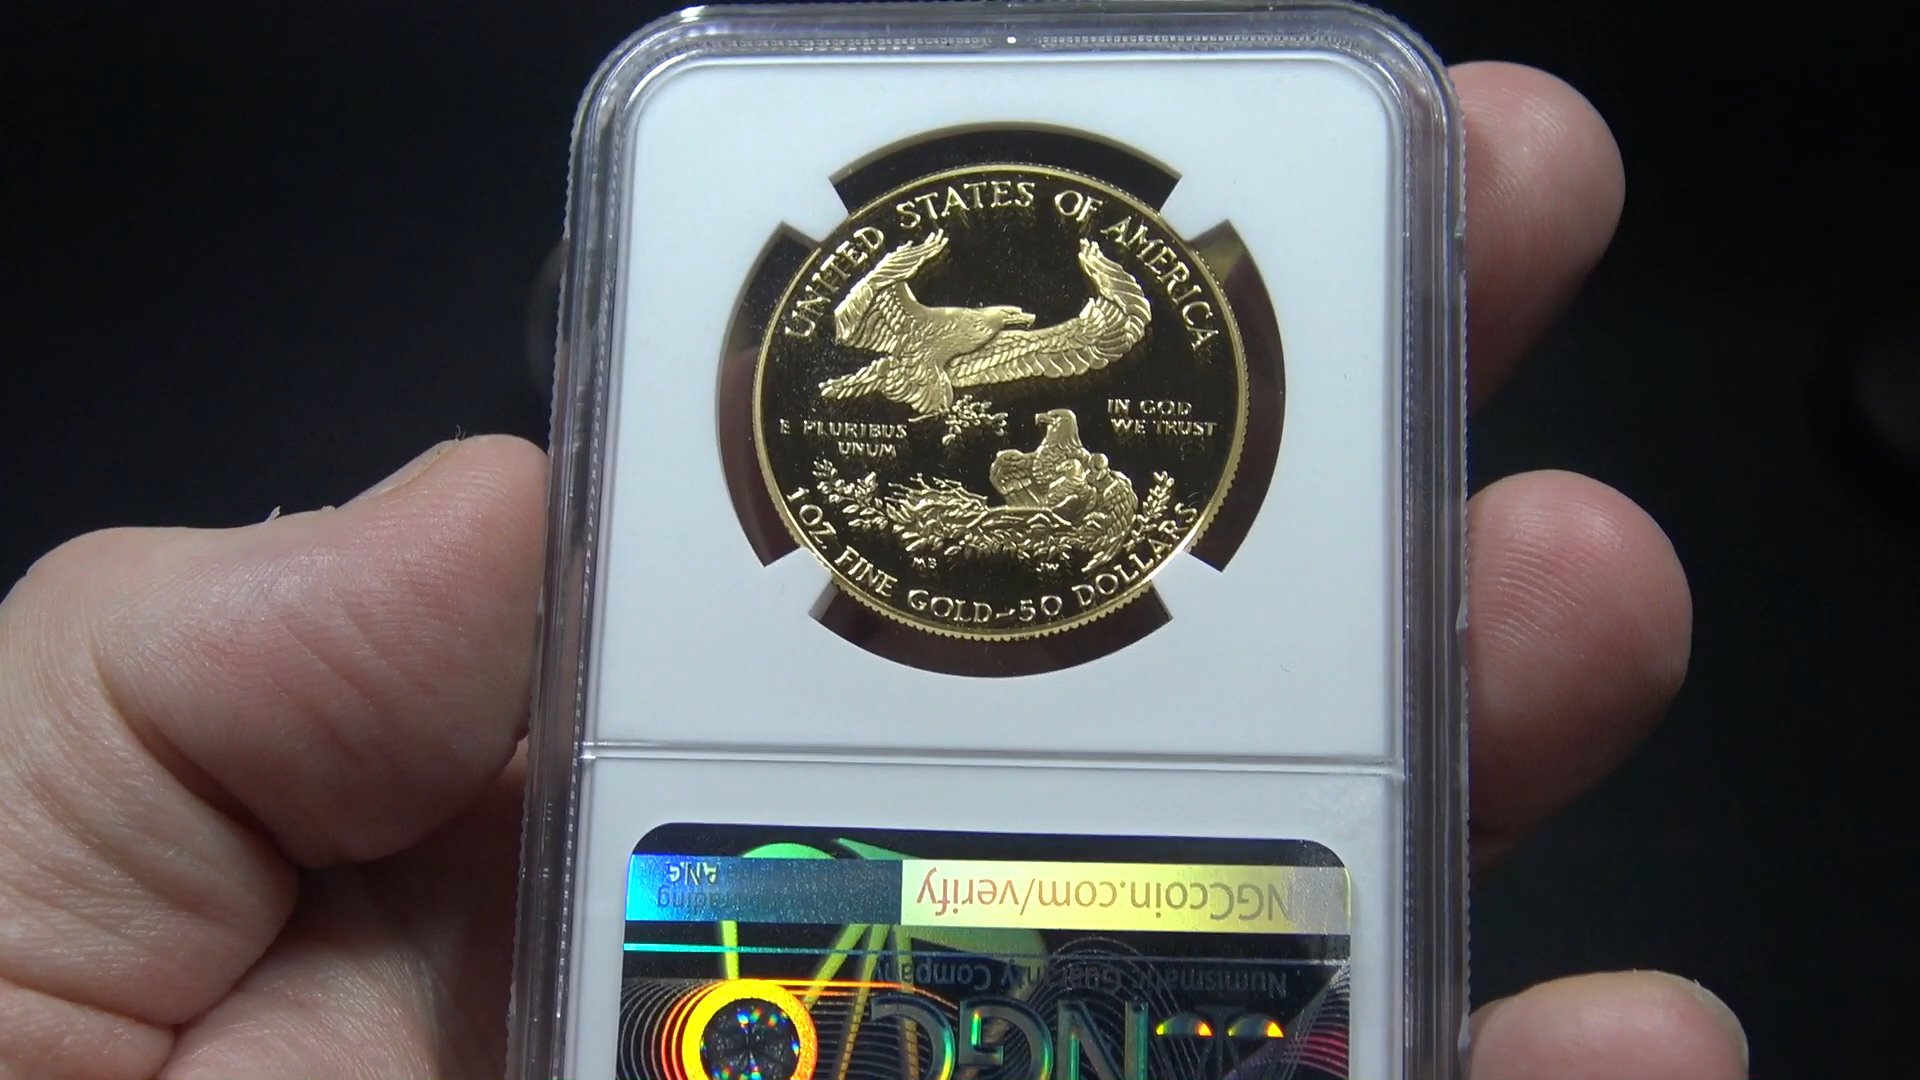 UNITED STATES OF AMERICA
E PLURIBUS
UNUM
IN GOD
WE TRUST
MB
JW
1 OZ. FINE GOLD~50 DOLLARS
NGCcoin.com/verify
Numismatic Guaranty Company
NGC